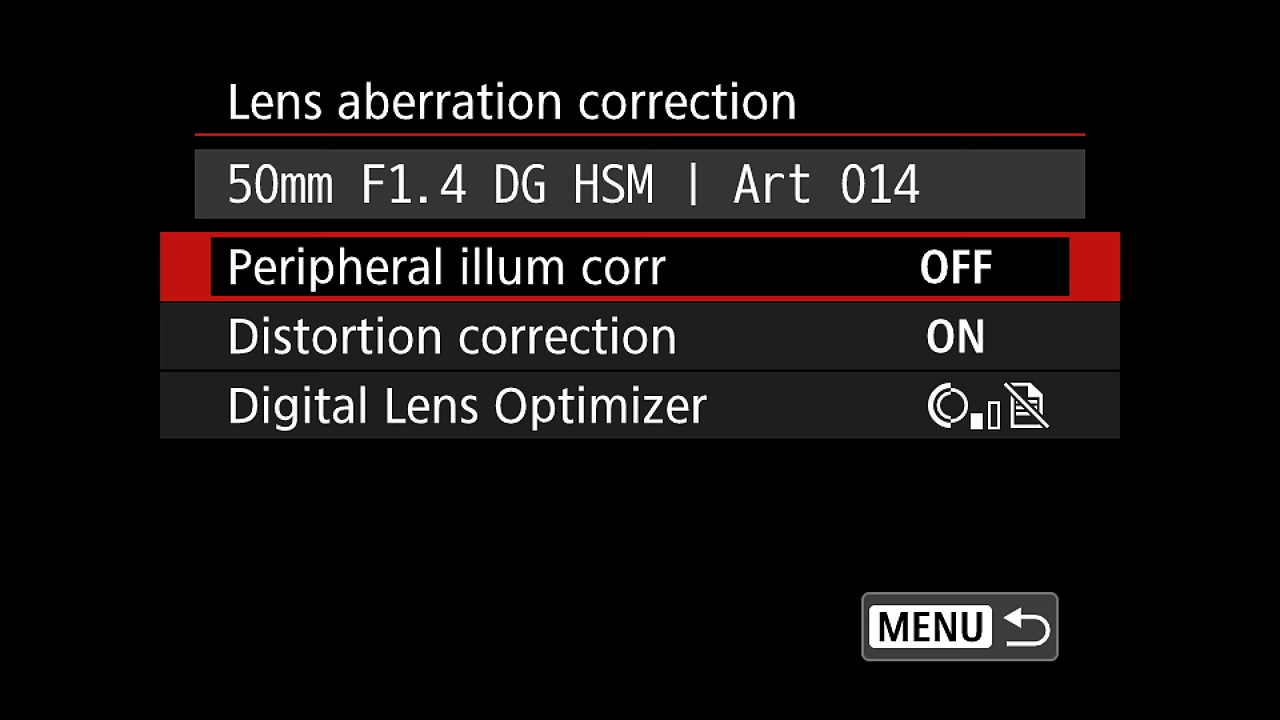 Lens aberration correction
50mm F1.4 DG HSM | Art 014
Peripheral illum corr OFF
Distortion correction ON
Digital Lens Optimizer
MENU